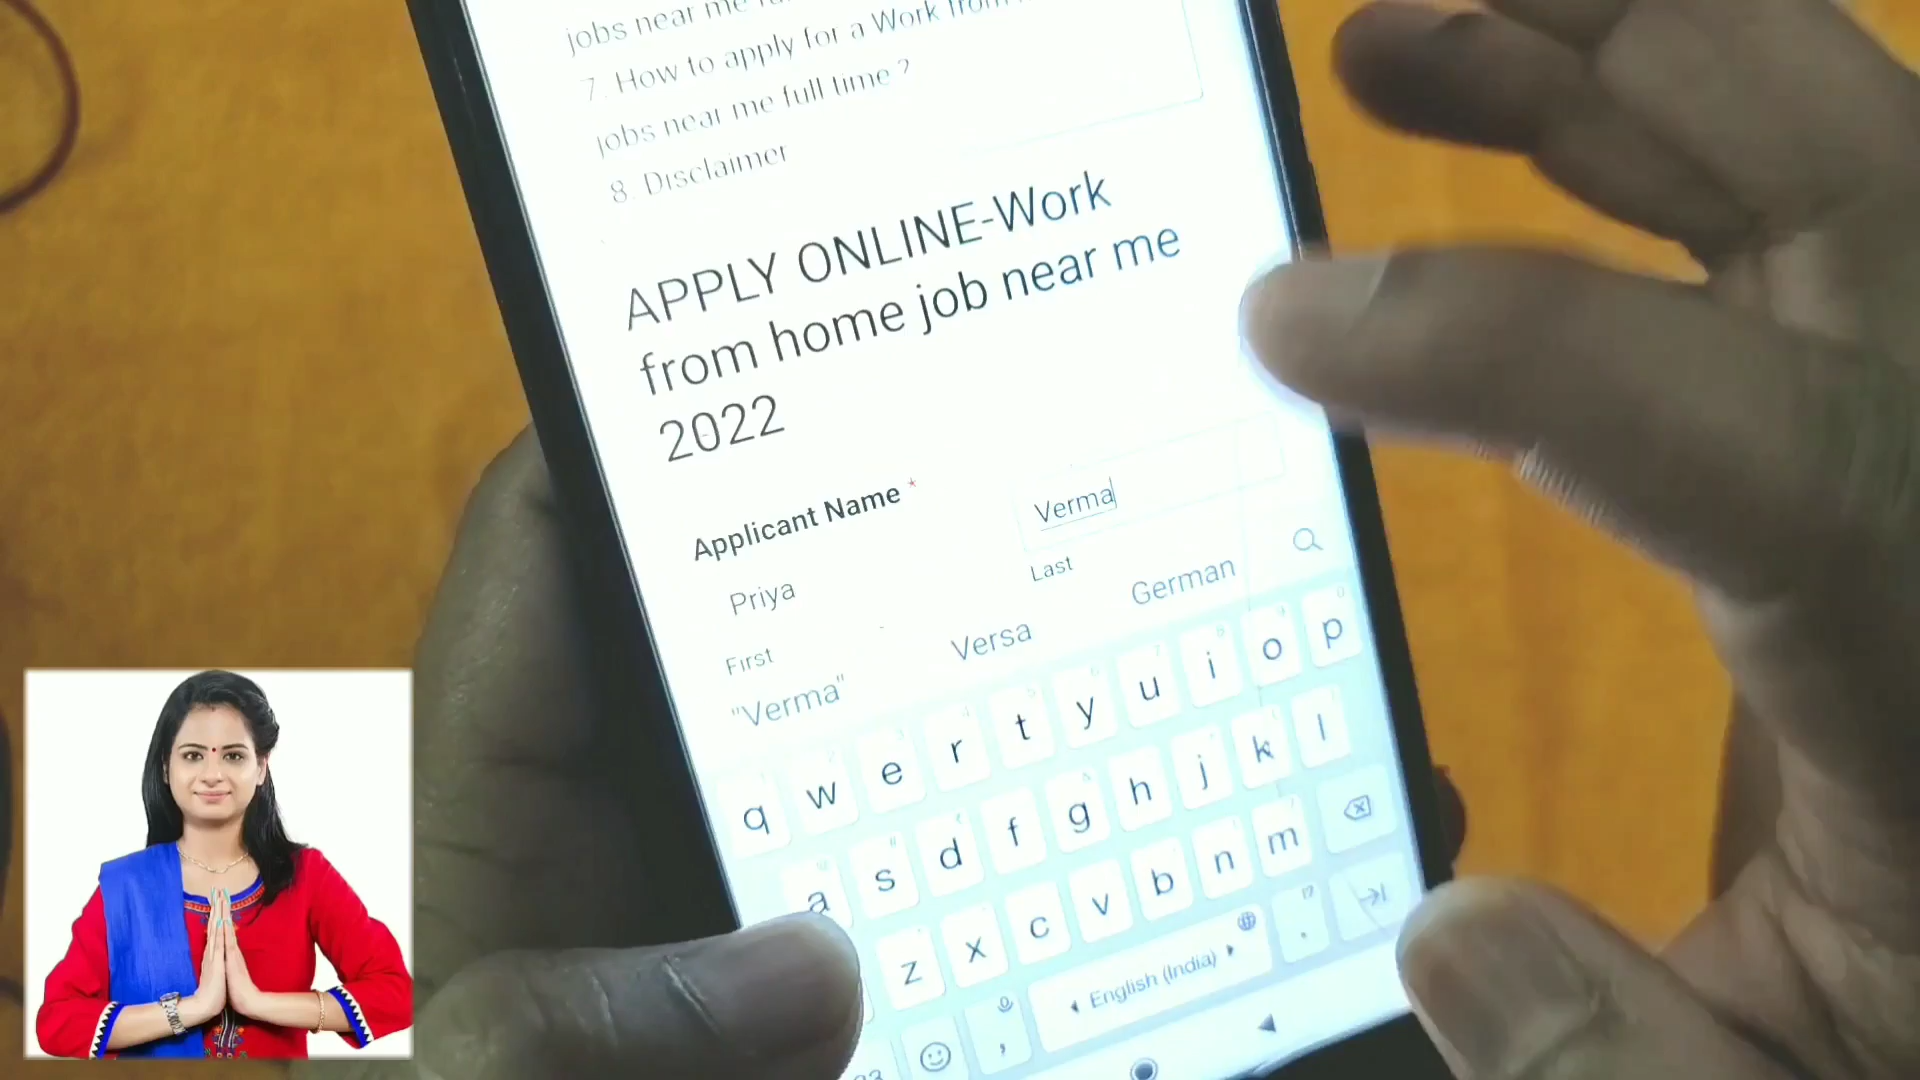 jobs near me
7. How to apply for a Work from
jobs near me full time ?
8. Disclaimer
APPLY ONLINE-Work
from home job near me
2022
Applicant Name *
Priya
First
Verma
Last
"Verma" Versa German
q w e r t y u i o p
a s d f g h j k l
z x c v b n m
, English (India) .